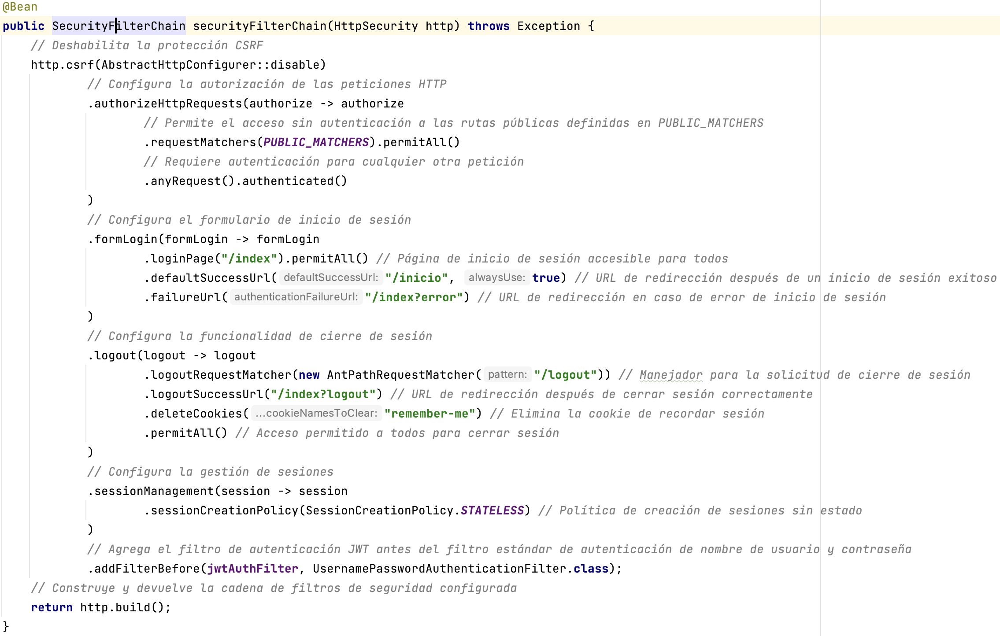 @Bean
public SecurityFilterChain securityFilterChain(HttpSecurity http) throws Exception {
// Deshabilita la protección CSRF
http.csrf(AbstractHttpConfigurer::disable)
// Configura la autorización de las peticiones HTTP
.authorizeHttpRequests(authorize -> authorize
// Permite el acceso sin autenticación a las rutas públicas definidas en PUBLIC_MATCHERS
.requestMatchers(PUBLIC_MATCHERS).permitAll()
// Requiere autenticación para cualquier otra petición
.anyRequest().authenticated()
)
// Configura el formulario de inicio de sesión
.formLogin(formLogin -> formLogin
.loginPage("/index").permitAll() // Página de inicio de sesión accesible para todos
.defaultSuccessUrl( defaultSuccessUrl: "/inicio", alwaysUse: true) // URL de redirección después de un inicio de sesión exitoso
.failureUrl( authenticationFailureUrl: "/index?error") // URL de redirección en caso de error de inicio de sesión
)
// Configura la funcionalidad de cierre de sesión
.logout(logout -> logout
.logoutRequestMatcher(new AntPathRequestMatcher( pattern: "/logout")) // Manejador para la solicitud de cierre de sesión
.logoutSuccessUrl("/index?logout") // URL de redirección después de cerrar sesión correctamente
.deleteCookies( ...cookieNamesToClear: "remember-me") // Elimina la cookie de recordar sesión
.permitAll() // Acceso permitido a todos para cerrar sesión
)
// Configura la gestión de sesiones
.sessionManagement(session -> session
.sessionCreationPolicy(SessionCreationPolicy.STATELESS) // Política de creación de sesiones sin estado
)
// Agrega el filtro de autenticación JWT antes del filtro estándar de autenticación de nombre de usuario y contraseña
.addFilterBefore(jwtAuthFilter, UsernamePasswordAuthenticationFilter.class);
// Construye y devuelve la cadena de filtros de seguridad configurada
return http.build();
}